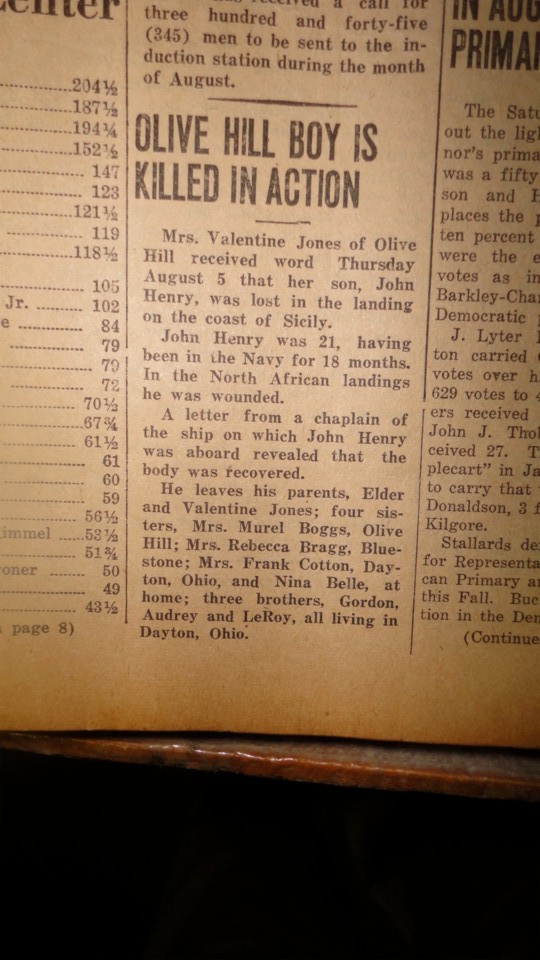 enter
204½
187½
194¼
152½
147
123
121½
119
118½
105
Jr. 102
e 84
79
79
72
70½
67¾
61½
61
60
59
56½
immel 53½
51¾
oner 50
49
43½
page 8)
received a call for
three hundred and forty-five
(345) men to be sent to the in-
duction station during the month
of August.
OLIVE HILL BOY IS
KILLED IN ACTION
Mrs. Valentine Jones of Olive
Hill received word Thursday
August 5 that her son, John
Henry, was lost in the landing
on the coast of Sicily.
John Henry was 21, having
been in the Navy for 18 months.
In the North African landings
he was wounded.
A letter from a chaplain of
the ship on which John Henry
was aboard revealed that the
body was recovered.
He leaves his parents, Elder
and Valentine Jones; four sis-
ters, Mrs. Murel Boggs, Olive
Hill; Mrs. Rebecca Bragg, Blue-
stone; Mrs. Frank Cotton, Day-
ton, Ohio, and Nina Belle, at
home; three brothers, Gordon,
Audrey and LeRoy, all living in
Dayton, Ohio.
IN AUG
PRIMA
The Satu
out the lig
nor's prima
was a fifty
son and H
places the p
ten percent
were the e
votes as in
Barkley-Cha
Democratic
J. Lyter
ton carried
votes over h
629 votes to 4
ers received
John J. Tho
ceived 27. T
plecart" in Ja
to carry that
Donaldson, 3 f
Kilgore.
Stallards de
for Representa
can Primary an
this Fall. Buc
tion in the Den
(Continue